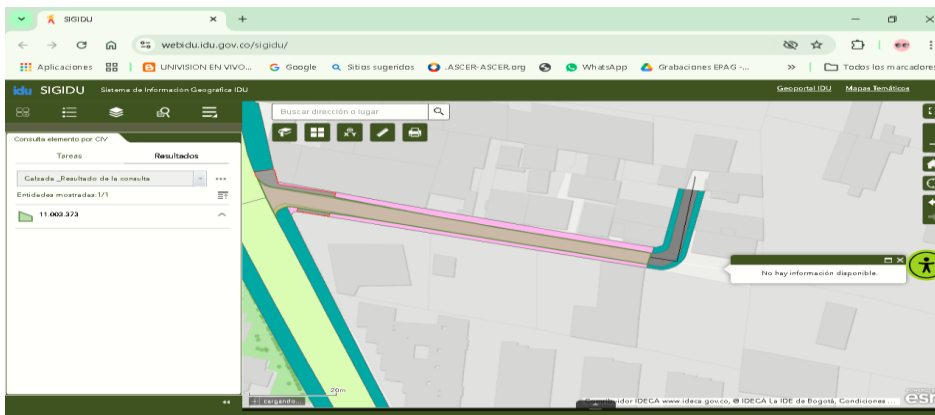 SIGIDU
webidu.idu.gov.co/sigidu/
Aplicaciones UNIVISION EN VIVO... Google Sitios sugeridos .ASCER-ASCER.org WhatsApp Grabaciones EPAG -... Todos los marcadores
idu SIGIDU Sistema de Información Geográfica IDU Geoportal IDU Mapas Temáticos
Buscar dirección o lugar
Consulta elemento por CIV
Tareas Resultados
Calzada _Resultado de la consulta
Entidades mostradas:1/1
11.003.373
No hay información disponible.
20m
cargando...
idor IDECA www.ideca.gov.co, @ IDECA La IDE de Bogotá, Condiciones ...
esri